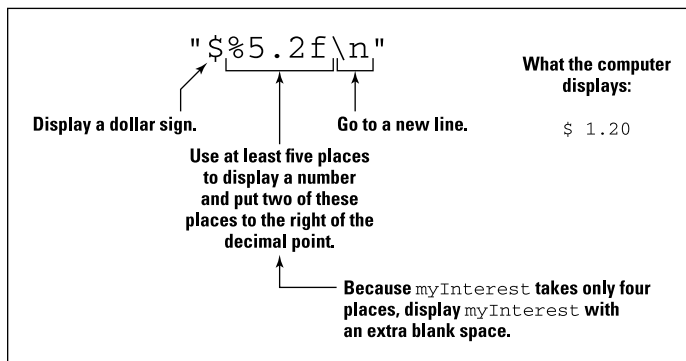 "$%5.2f\n"
What the computer
displays:
$ 1.20
Display a dollar sign.
Go to a new line.
Use at least five places
to display a number
and put two of these
places to the right of the
decimal point.
Because myInterest takes only four
places, display myInterest with
an extra blank space.